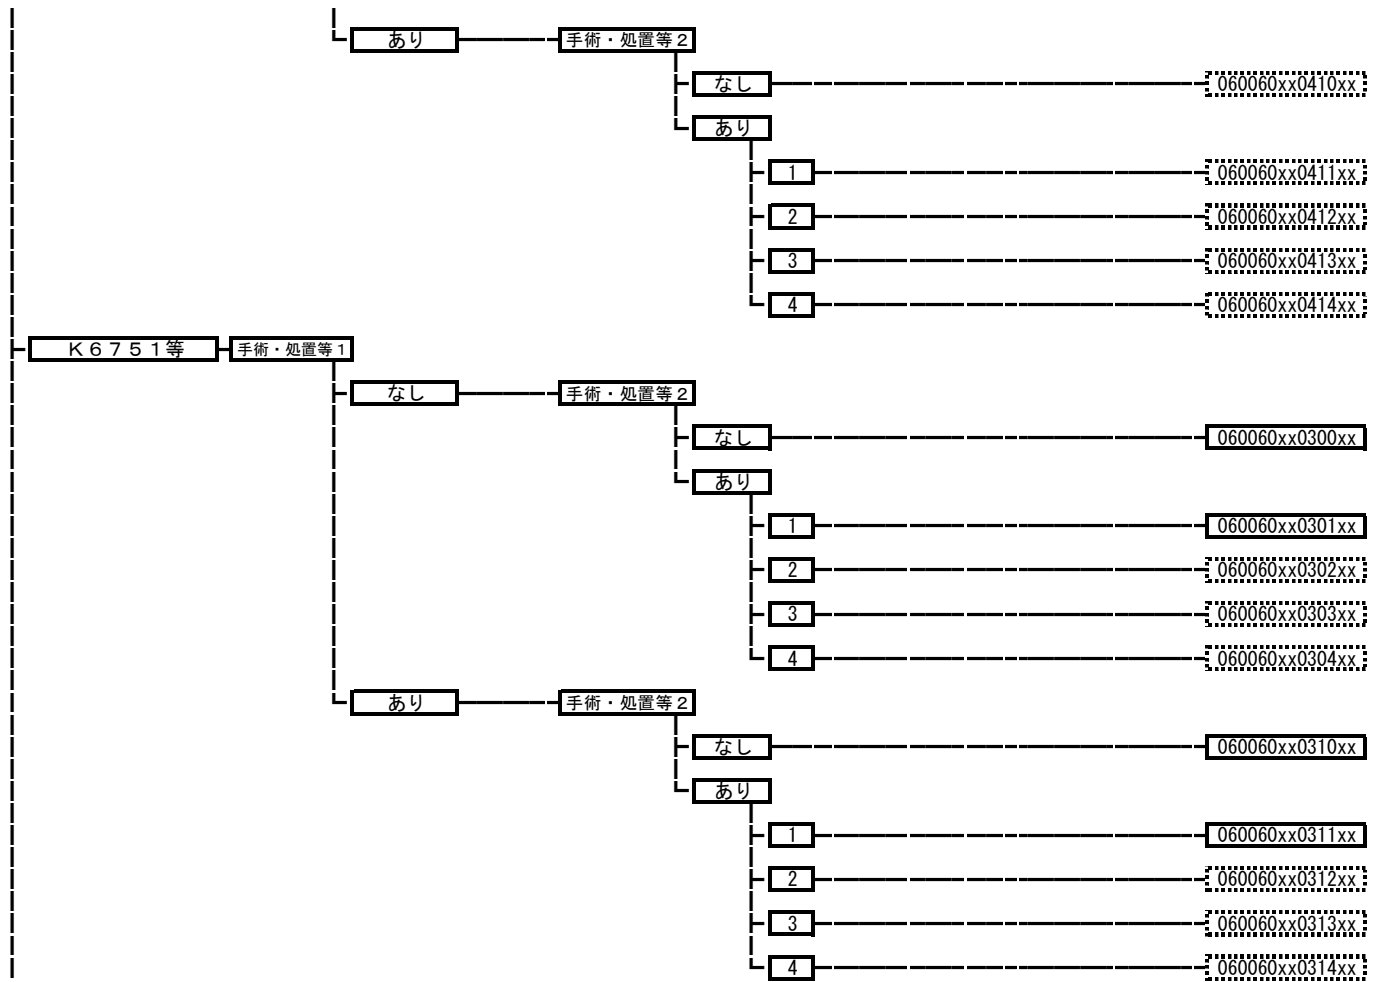 あり 手術・処置等２
なし 060060xx0410xx
あり
1 060060xx0411xx
2 060060xx0412xx
3 060060xx0413xx
4 060060xx0414xx
Ｋ６７５１等 手術・処置等１
なし 手術・処置等２
なし 060060xx0300xx
あり
1 060060xx0301xx
2 060060xx0302xx
3 060060xx0303xx
4 060060xx0304xx
あり 手術・処置等２
なし 060060xx0310xx
あり
1 060060xx0311xx
2 060060xx0312xx
3 060060xx0313xx
4 060060xx0314xx